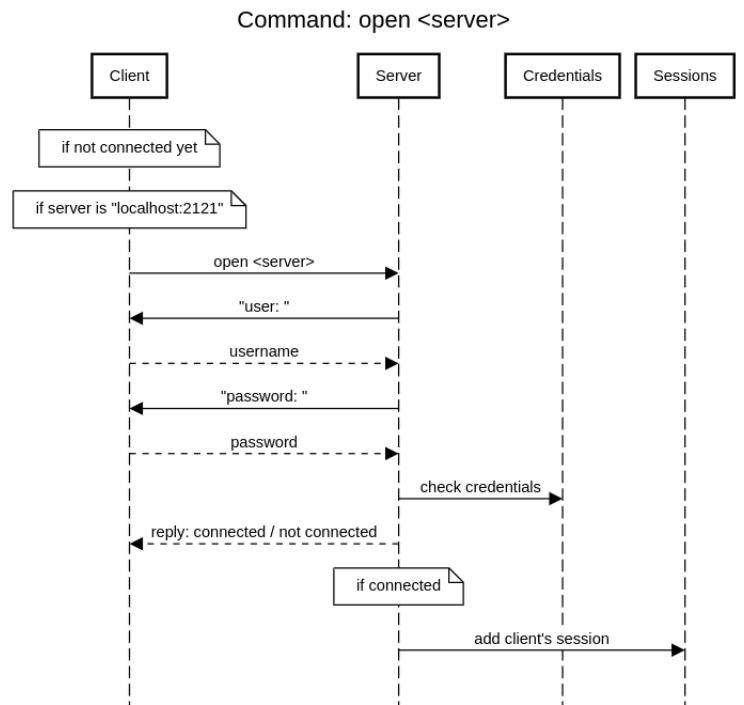 Command: open <server>
Client
Server
Credentials
Sessions
if not connected yet
if server is "localhost:2121"
open <server>
"user: "
username
"password: "
password
check credentials
reply: connected / not connected
if connected
add client's session